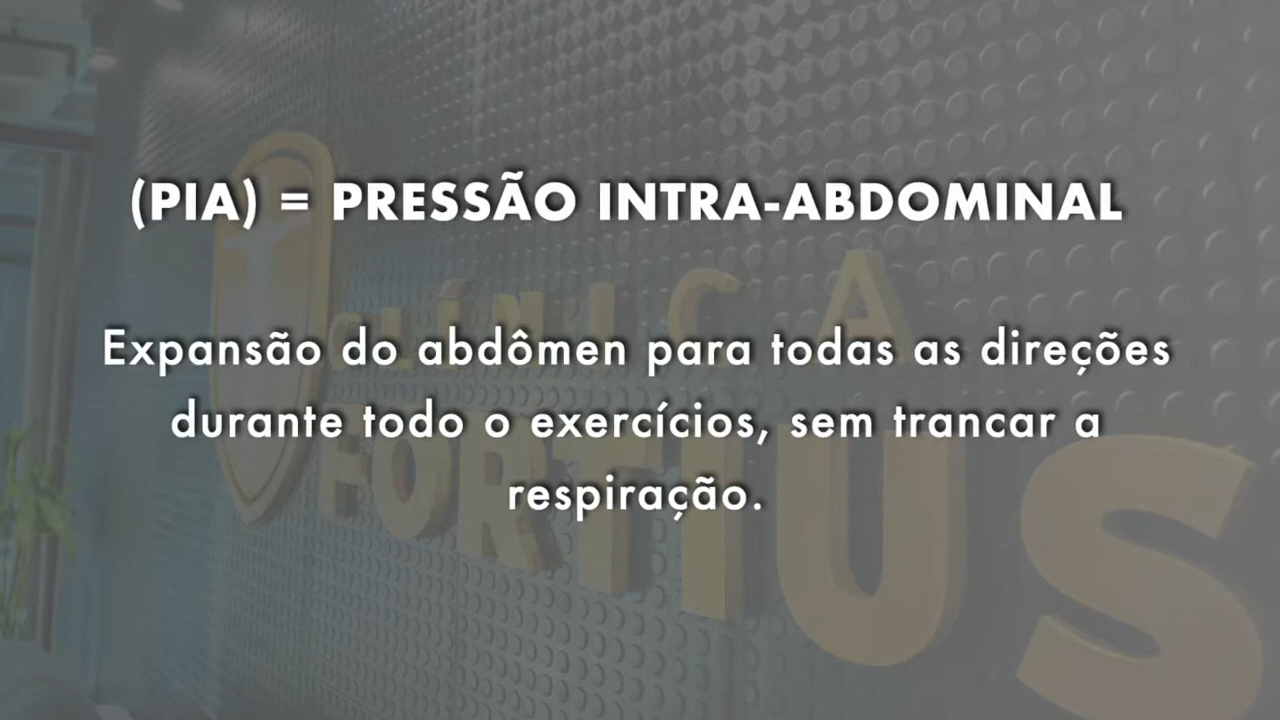 (PIA) = PRESSÃO INTRA-ABDOMINAL
Expansão do abdômen para todas as direções
durante todo o exercícios, sem trancar a
respiração.
CLÍNICA
FORTIUS